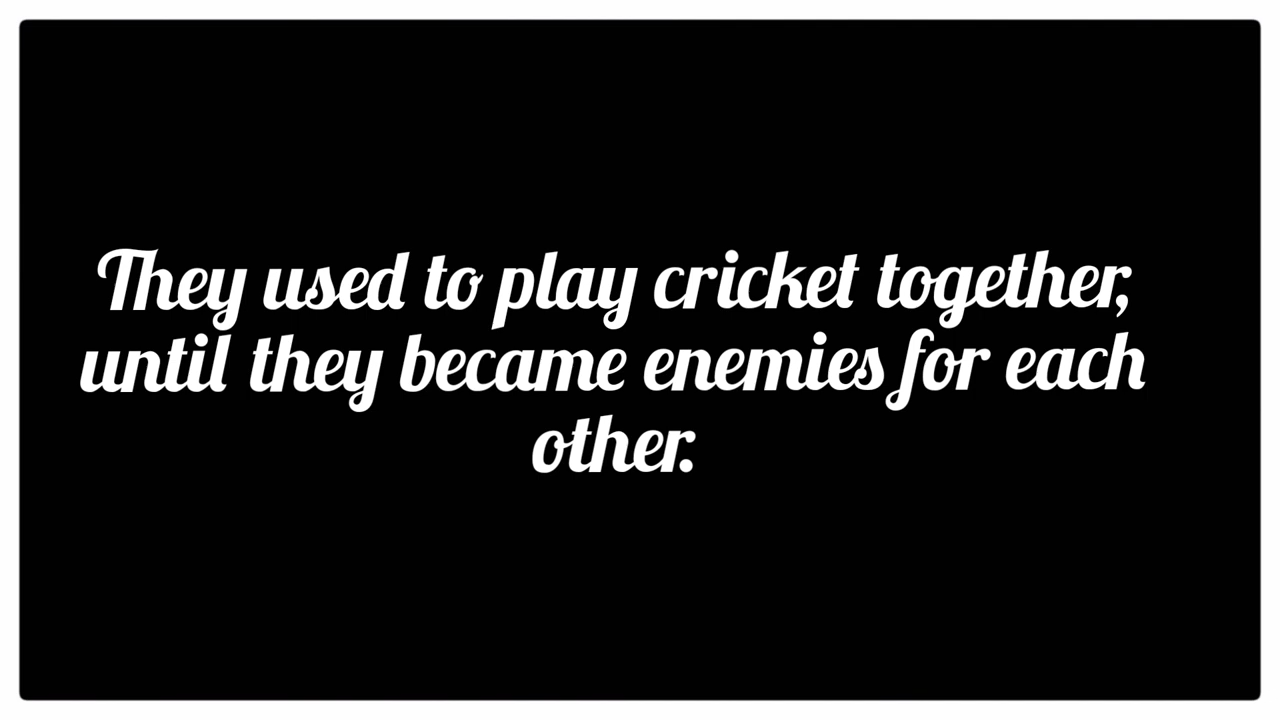 They used to play cricket together,
until they became enemies for each
other.